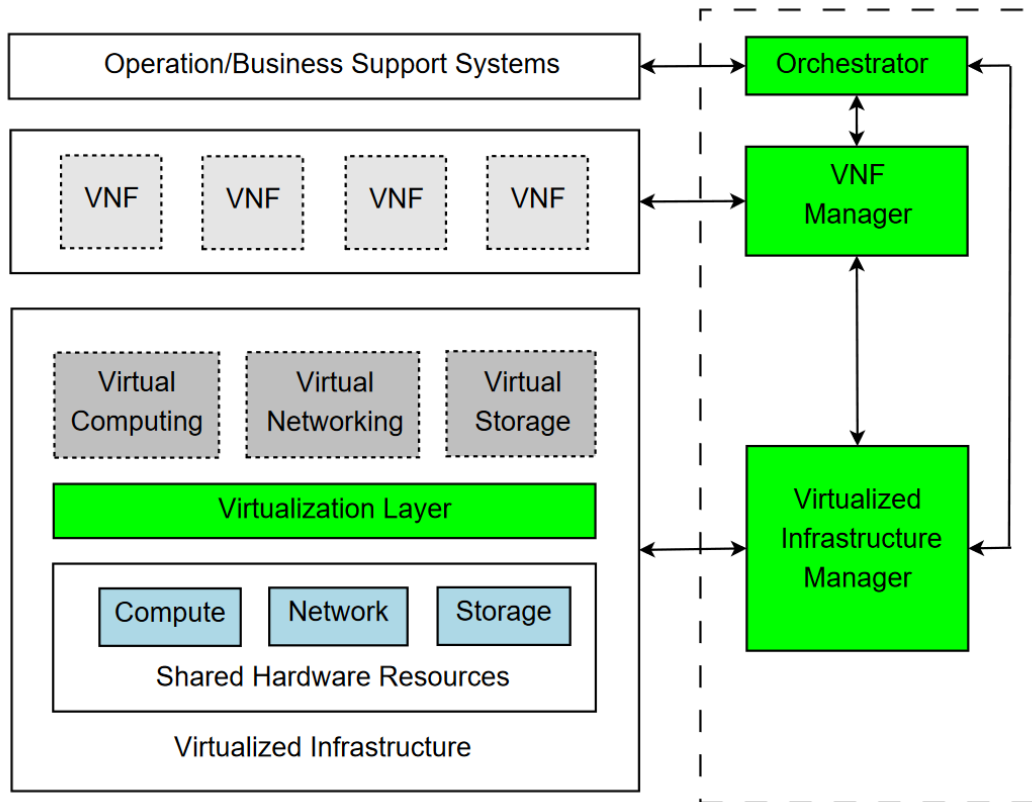 Operation/Business Support Systems
Orchestrator
VNF
VNF
VNF
VNF
VNF
Manager
Virtual
Computing
Virtual
Networking
Virtual
Storage
Virtualization Layer
Virtualized
Infrastructure
Manager
Compute
Network
Storage
Shared Hardware Resources
Virtualized Infrastructure